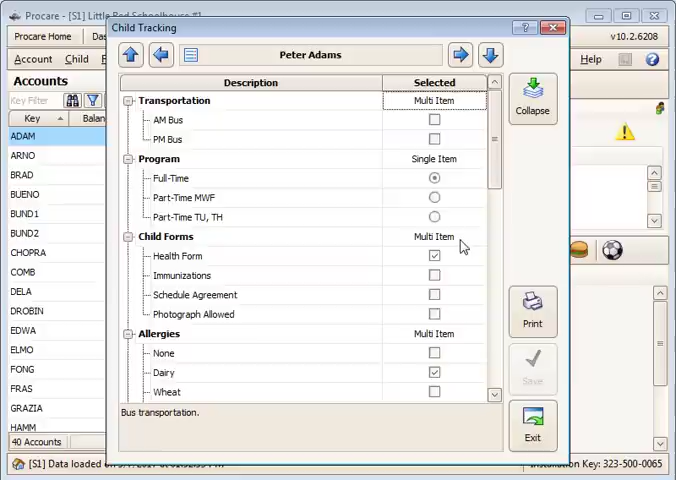 Procare - [S1] Little Red Schoolhouse #1
Procare Home
v10.2.6208
Account
Child
Help
Accounts
Key Filter
Key
ADAM
ARNO
BRAD
BUENO
BUND1
BUND2
CHOPRA
COMB
DELA
DROBIN
EDWA
ELMO
FONG
FRAS
GRAZIA
HAMM
40 Accounts
Child Tracking
Peter Adams
Description Selected
Transportation Multi Item
AM Bus
PM Bus
Program Single Item
Full-Time
Part-Time MWF
Part-Time TU, TH
Child Forms Multi Item
Health Form
Immunizations
Schedule Agreement
Photograph Allowed
Allergies Multi Item
None
Dairy
Wheat
Bus transportation.
Collapse
Print
Save
Exit
[S1] Data loaded
Installation Key: 323-500-0065